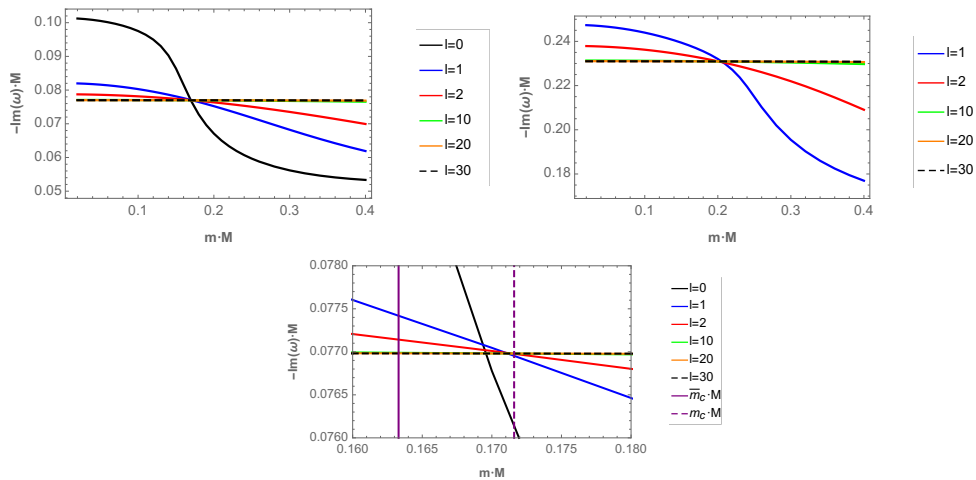 0.10
0.09
0.08
0.07
0.06
0.05
0.1 0.2 0.3 0.4
-Im(ω)·M
m·M
l=0
l=1
l=2
l=10
l=20
l=30
0.24
0.22
0.20
0.18
0.1 0.2 0.3 0.4
-Im(ω)·M
m·M
l=1
l=2
l=10
l=20
l=30
0.0780
0.0775
0.0770
0.0765
0.0760
0.160 0.165 0.170 0.175 0.180
-Im(ω)·M
m·M
l=0
l=1
l=2
l=10
l=20
l=30
m̅c·M
mc·M